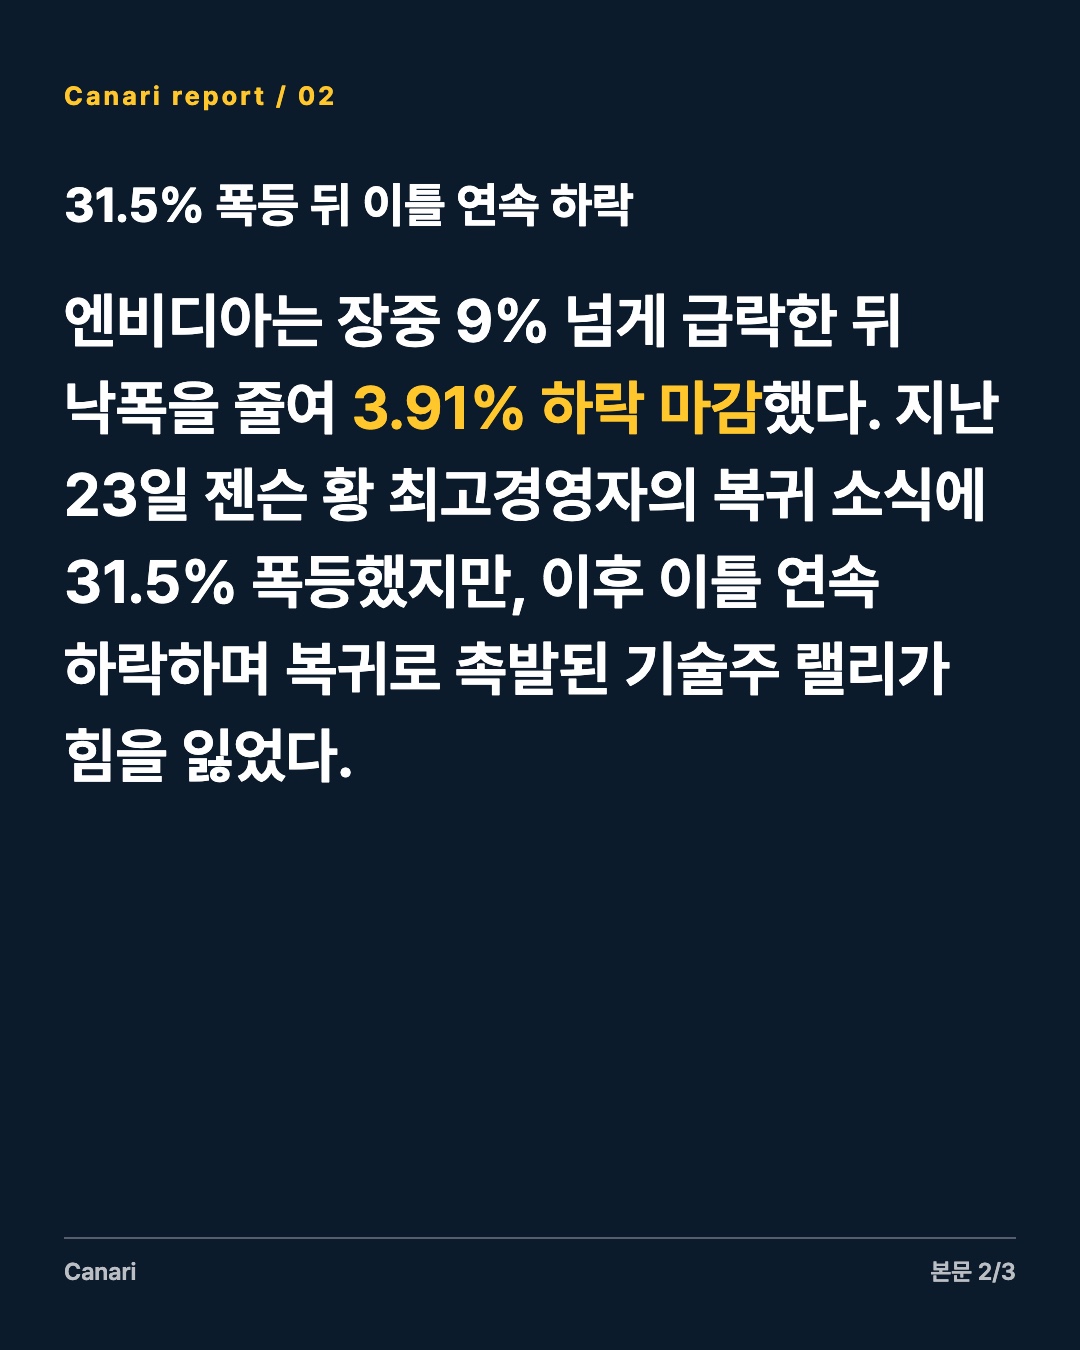 Canari report / 02
31.5% 폭등 뒤 이틀 연속 하락
엔비디아는 장중 9% 넘게 급락한 뒤
낙폭을 줄여 3.91% 하락 마감했다. 지난
23일 젠슨 황 최고경영자의 복귀 소식에
31.5% 폭등했지만, 이후 이틀 연속
하락하며 복귀로 촉발된 기술주 랠리가
힘을 잃었다.
Canari
본문 2/3